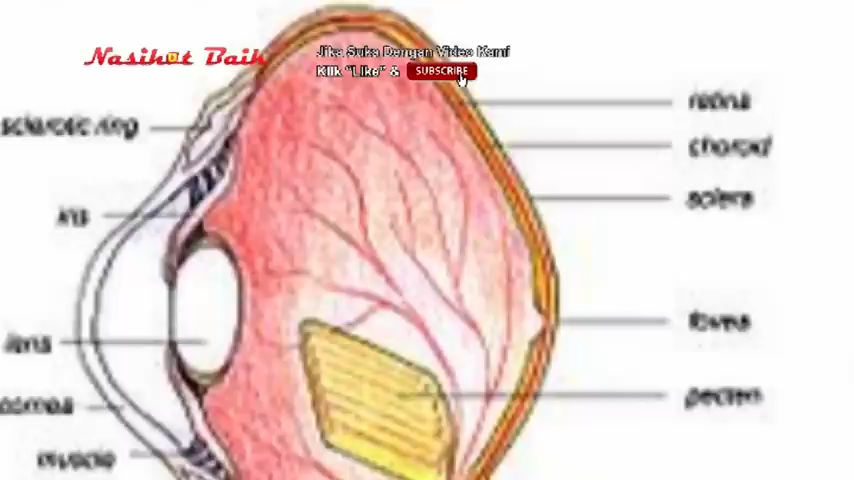 Nasihat Baik
Jika Suka Dengan Video Kami
Klik "Like" & SUBSCRIBE
retina
sclerotic ring
choroid
sclera
iris
fovea
lens
pecten
cornea
muscle